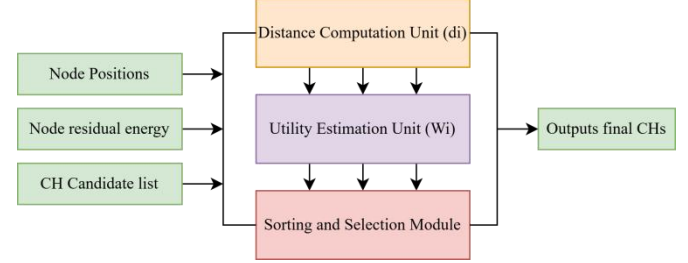 Distance Computation Unit (di)
Node Positions
Node residual energy
Utility Estimation Unit (Wi)
Outputs final CHs
CH Candidate list
Sorting and Selection Module